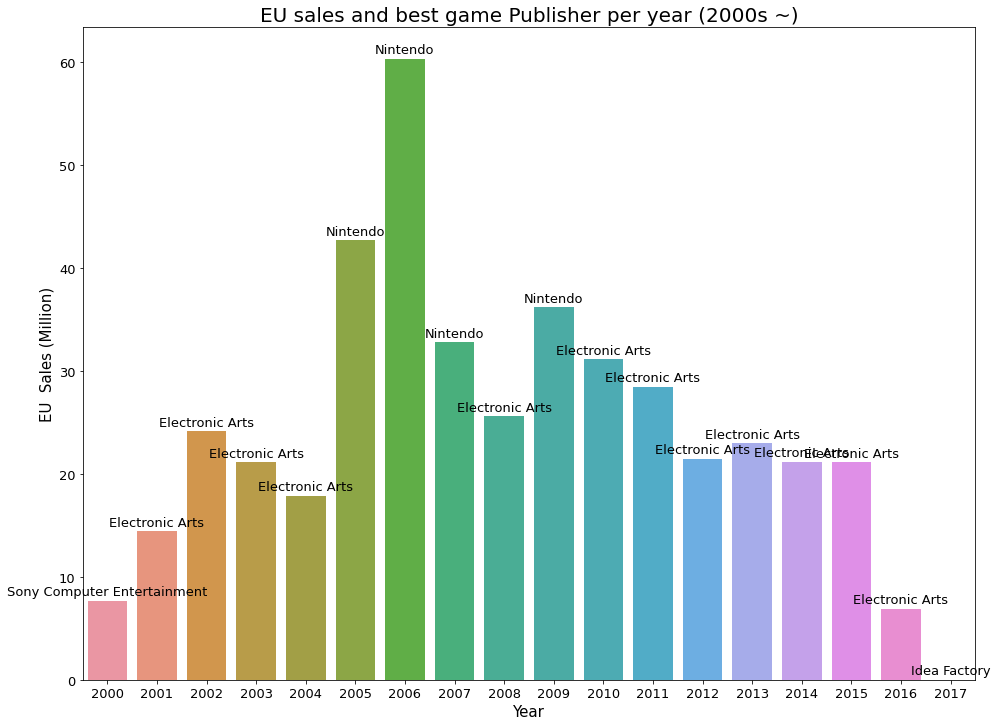 EU sales and best game Publisher per year (2000s ~)
EU  Sales (Million)
60
50
40
30
20
10
0
Sony Computer Entertainment
Electronic Arts
Electronic Arts
Electronic Arts
Electronic Arts
Nintendo
Nintendo
Nintendo
Electronic Arts
Nintendo
Electronic Arts
Electronic Arts
Electronic Arts
Electronic Arts
Electronic Arts
Electronic Arts
Electronic Arts
Idea Factory
2000 2001 2002 2003 2004 2005 2006 2007 2008 2009 2010 2011 2012 2013 2014 2015 2016 2017
Year